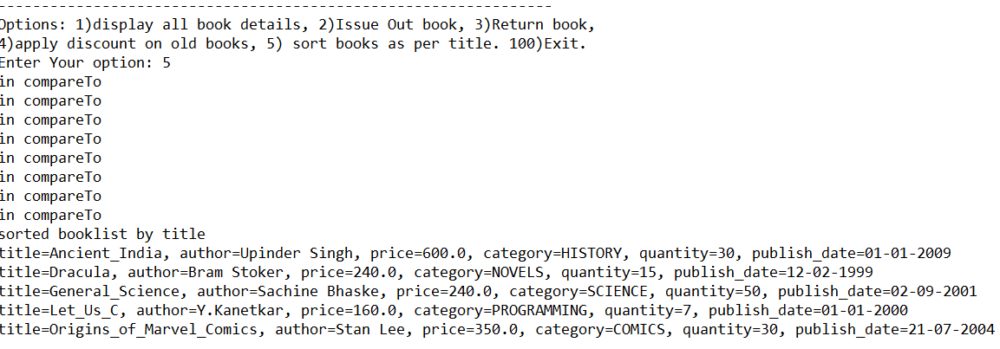 ----------------------------------------------------------------
Options: 1)display all book details, 2)Issue Out book, 3)Return book,
4)apply discount on old books, 5) sort books as per title. 100)Exit.
Enter Your option: 5
in compareTo
in compareTo
in compareTo
in compareTo
in compareTo
in compareTo
in compareTo
in compareTo
sorted booklist by title
title=Ancient_India, author=Upinder Singh, price=600.0, category=HISTORY, quantity=30, publish_date=01-01-2009
title=Dracula, author=Bram Stoker, price=240.0, category=NOVELS, quantity=15, publish_date=12-02-1999
title=General_Science, author=Sachine Bhaske, price=240.0, category=SCIENCE, quantity=50, publish_date=02-09-2001
title=Let_Us_C, author=Y.Kanetkar, price=160.0, category=PROGRAMMING, quantity=7, publish_date=01-01-2000
title=Origins_of_Marvel_Comics, author=Stan Lee, price=350.0, category=COMICS, quantity=30, publish_date=21-07-2004